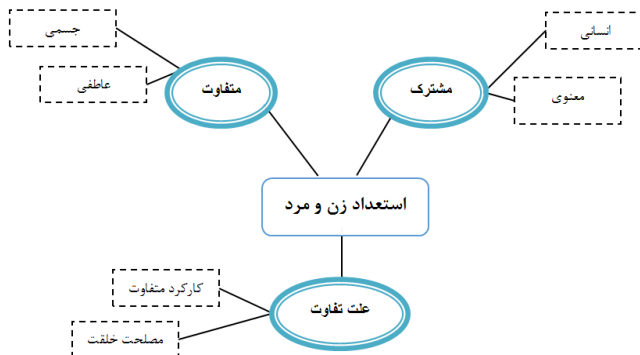 انسانی
معنوی
مشترک
جسمی
عاطفی
متفاوت
استعداد زن و مرد
علت تفاوت
کارکرد متفاوت
مصلحت خلقت